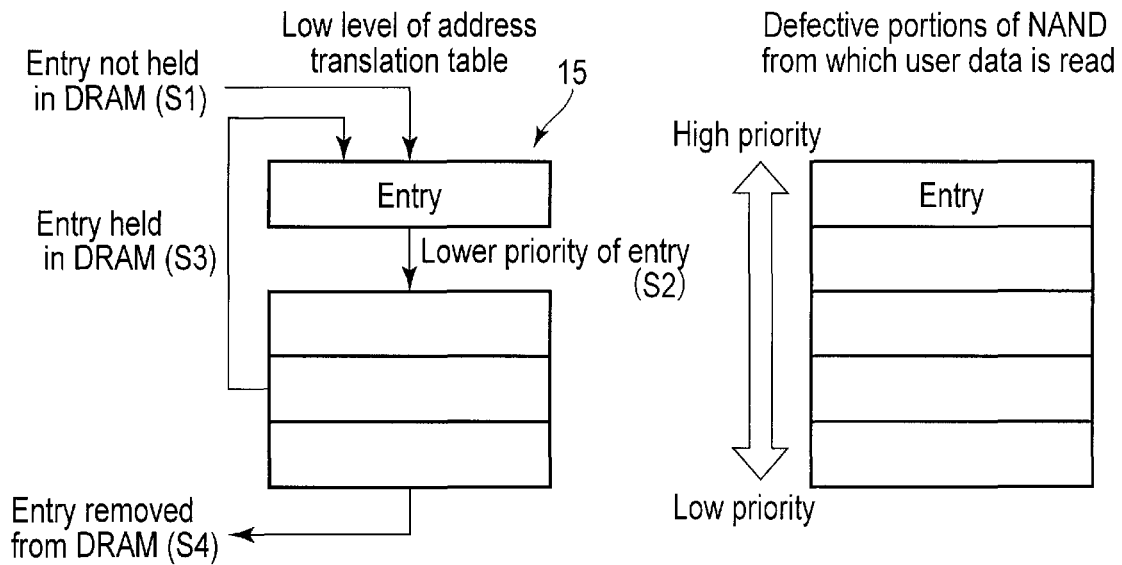 Low level of address
translation table
15
Entry not held
in DRAM (S1)
Entry
Entry held
in DRAM (S3)
Lower priority of entry
(S2)
Entry removed
from DRAM (S4)
Defective portions of NAND
from which user data is read
High priority
Entry
Low priority